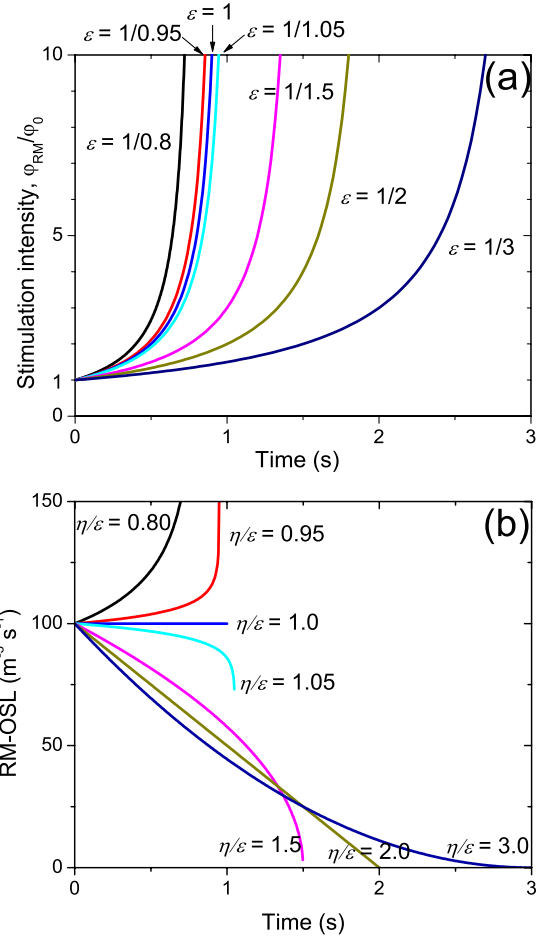 ε = 1
ε = 1/0.95
ε = 1/1.05
10
(a)
ε = 1/1.5
ε = 1/0.8
Stimulation intensity, φRM/φ0
ε = 1/2
5
ε = 1/3
1
0
0
1
2
3
Time (s)
150
(b)
η/ε = 0.80
η/ε = 0.95
100
η/ε = 1.0
η/ε = 1.05
RM-OSL (m⁻³ s⁻¹)
50
η/ε = 1.5
η/ε = 2.0
η/ε = 3.0
0
0
1
2
3
Time (s)